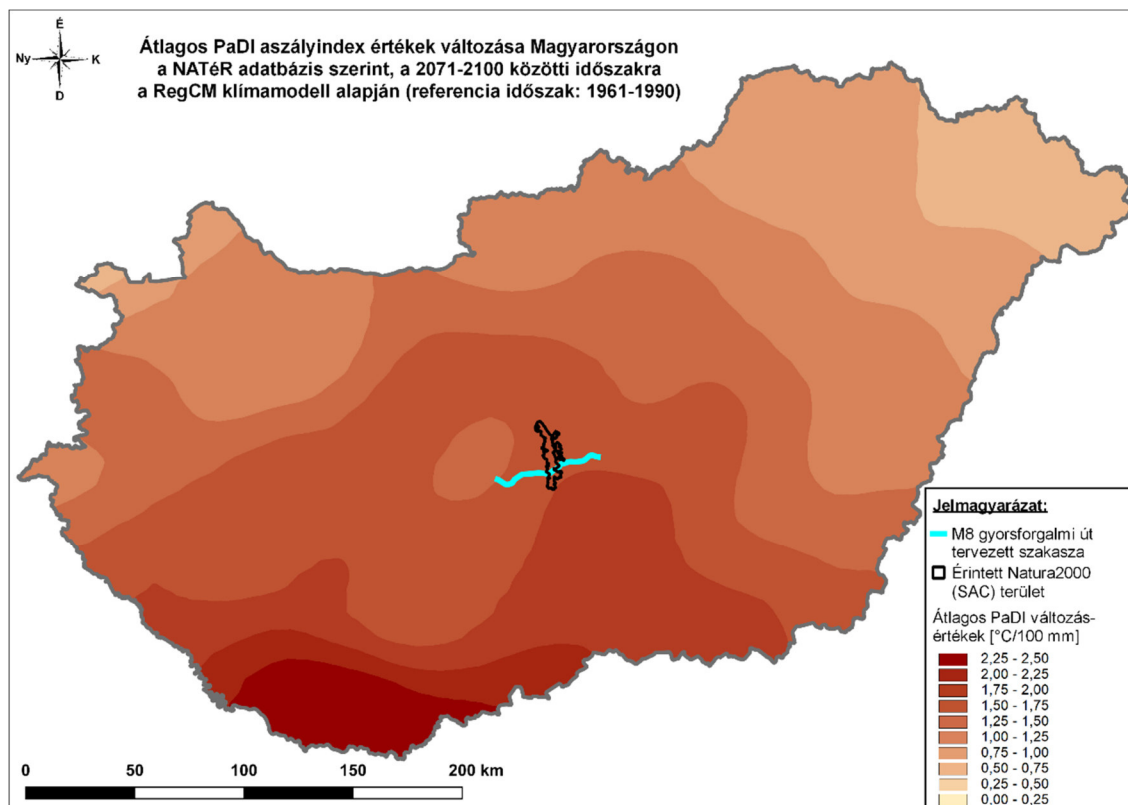 É
Ny
K
D
Átlagos PaDI aszályindex értékek változása Magyarországon
a NATéR adatbázis szerint, a 2071-2100 közötti időszakra
a RegCM klímamodell alapján (referencia időszak: 1961-1990)
Jelmagyarázat:
M8 gyorsforgalmi út
tervezett szakasza
Érintett Natura2000
(SAC) terület
Átlagos PaDI változás-
értékek [°C/100 mm]
2,25 - 2,50
2,00 - 2,25
1,75 - 2,00
1,50 - 1,75
1,25 - 1,50
1,00 - 1,25
0,75 - 1,00
0,50 - 0,75
0,25 - 0,50
0,00 - 0,25
0 50 100 150 200 km